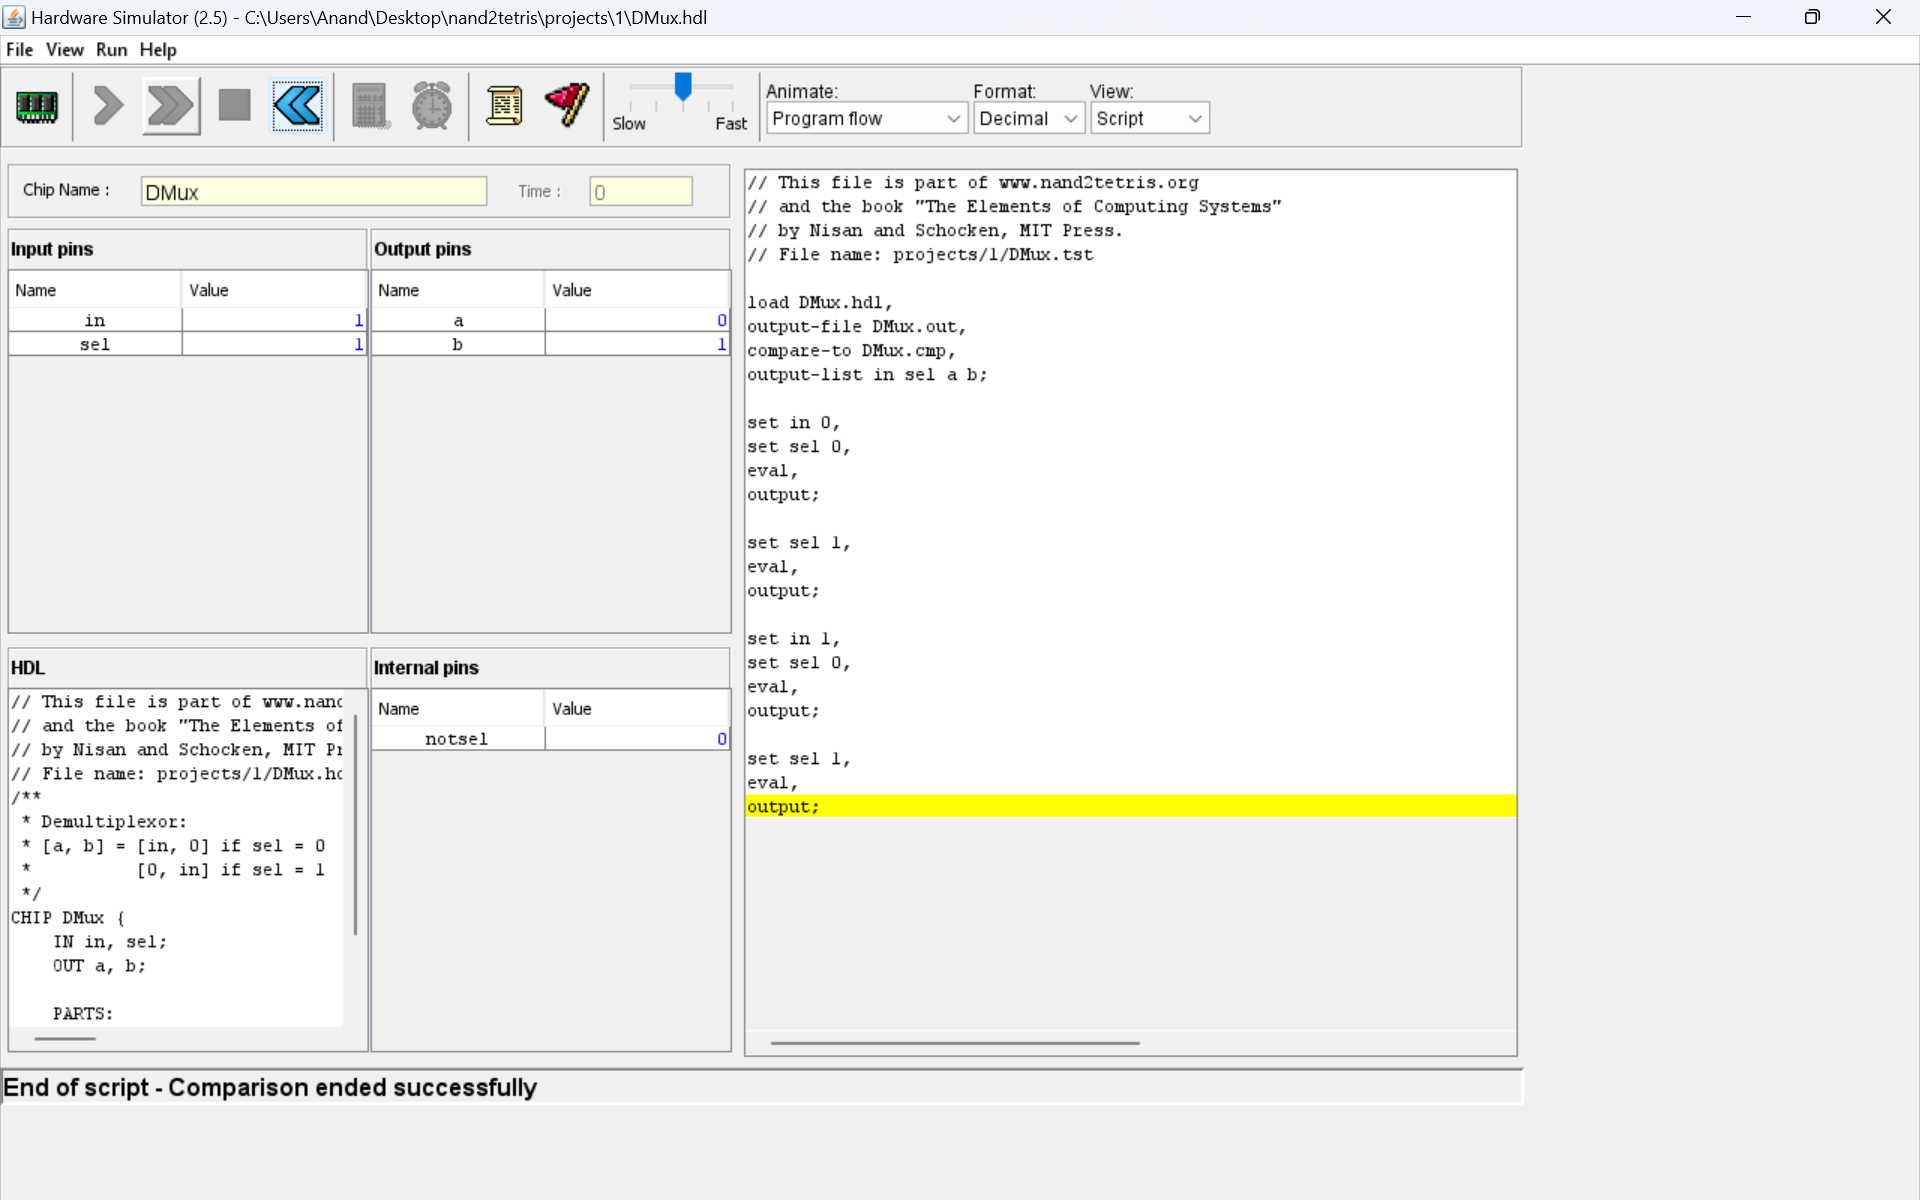 Hardware Simulator (2.5) - C:\Users\Anand\Desktop\nand2tetris\projects\1\DMux.hdl
File View Run Help
Slow Fast
Animate: Format: View:
Program flow Decimal Script
Chip Name : DMux Time : 0
Input pins
Name Value
in 1
sel 1
Output pins
Name Value
a 0
b 1
HDL
// This file is part of www.nand
// and the book "The Elements of
// by Nisan and Schocken, MIT Pr
// File name: projects/1/DMux.hd
/**
* Demultiplexor:
* [a, b] = [in, 0] if sel = 0
* [0, in] if sel = 1
*/
CHIP DMux {
IN in, sel;
OUT a, b;
PARTS:
Internal pins
Name Value
notsel 0
// This file is part of www.nand2tetris.org
// and the book "The Elements of Computing Systems"
// by Nisan and Schocken, MIT Press.
// File name: projects/1/DMux.tst
load DMux.hdl,
output-file DMux.out,
compare-to DMux.cmp,
output-list in sel a b;
set in 0,
set sel 0,
eval,
output;
set sel 1,
eval,
output;
set in 1,
set sel 0,
eval,
output;
set sel 1,
eval,
output;
End of script - Comparison ended successfully